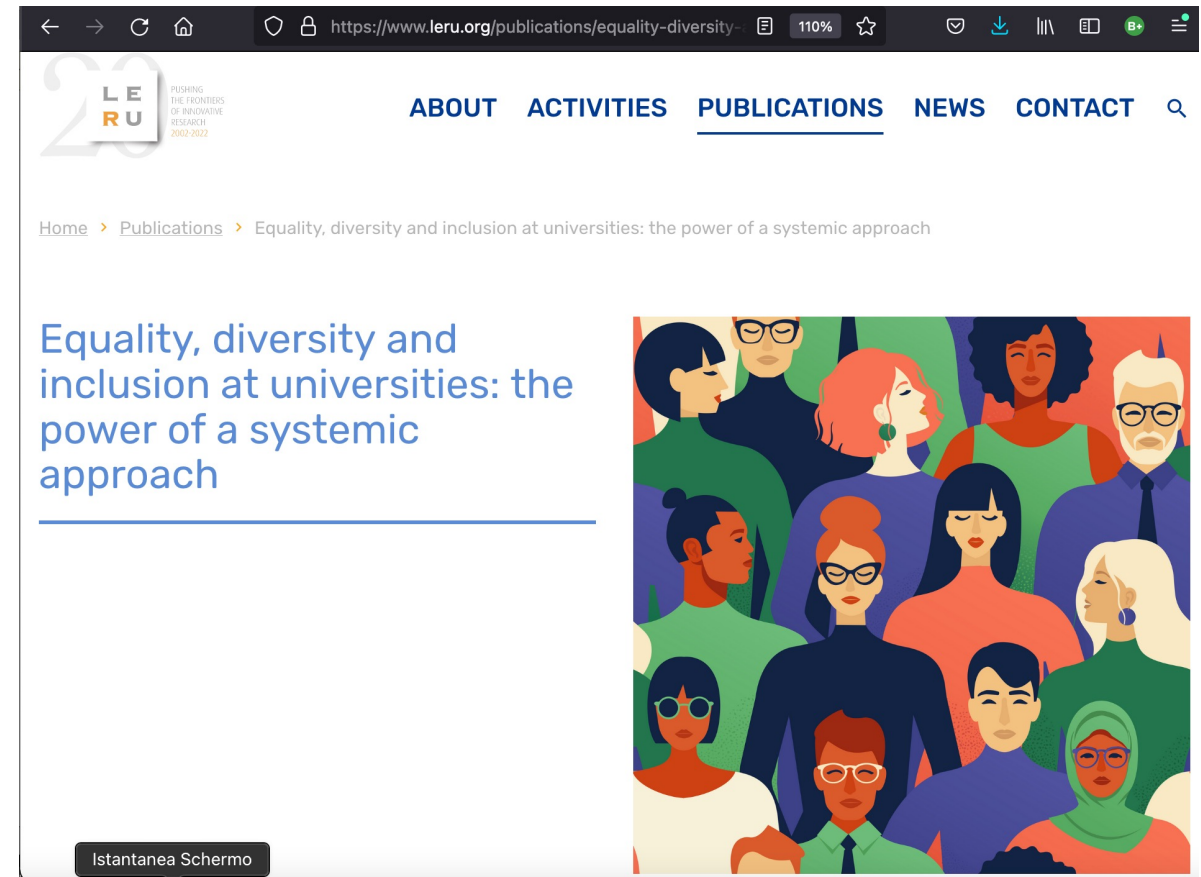 https://www.leru.org/publications/equality-diversity-
110%
B+
20
L E
R U
PUSHING
THE FRONTIERS
OF INNOVATIVE
RESEARCH
2002-2022
ABOUT ACTIVITIES PUBLICATIONS NEWS CONTACT
Home > Publications > Equality, diversity and inclusion at universities: the power of a systemic approach
Equality, diversity and
inclusion at universities: the
power of a systemic
approach
Istantanea Schermo